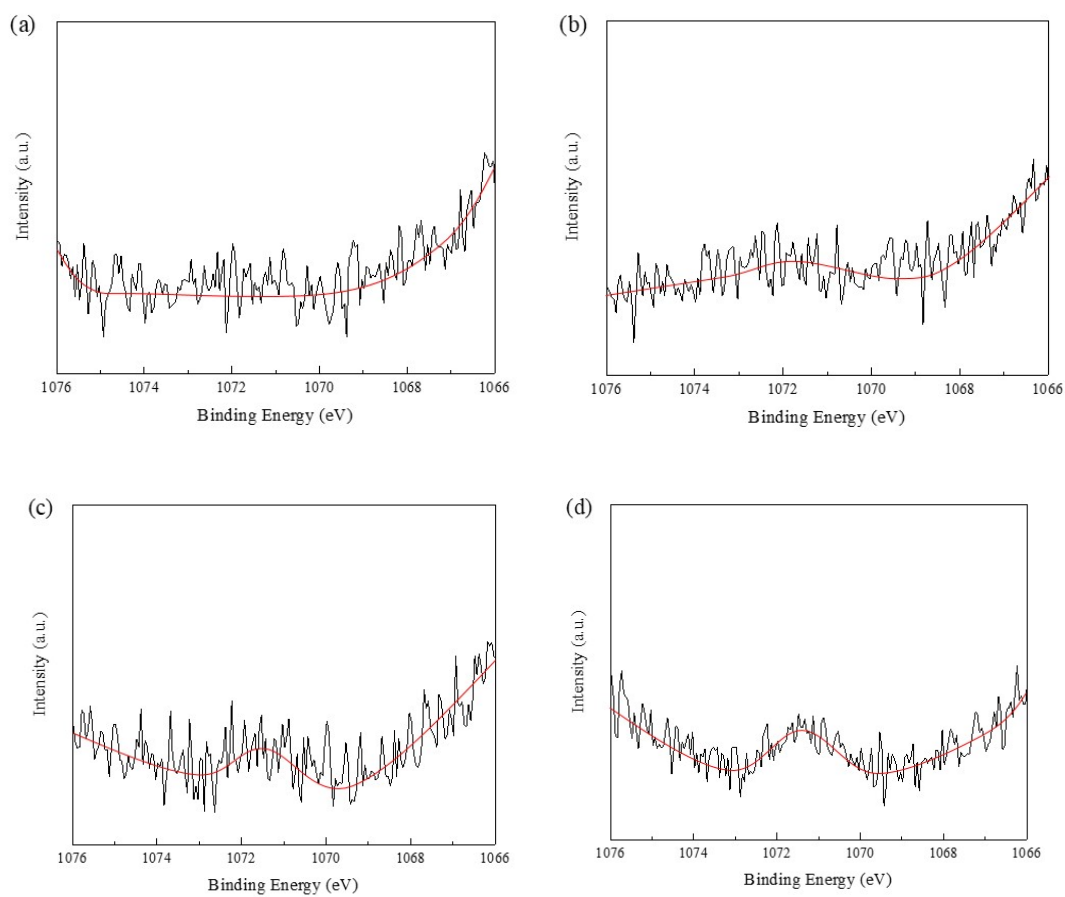 (a)
Intensity (a.u.)
1076 1074 1072 1070 1068 1066
Binding Energy (eV)
(b)
Intensity (a.u.)
1076 1074 1072 1070 1068 1066
Binding Energy (eV)
(c)
Intensity (a.u.)
1076 1074 1072 1070 1068 1066
Binding Energy (eV)
(d)
Intensity (a.u.)
1076 1074 1072 1070 1068 1066
Binding Energy (eV)